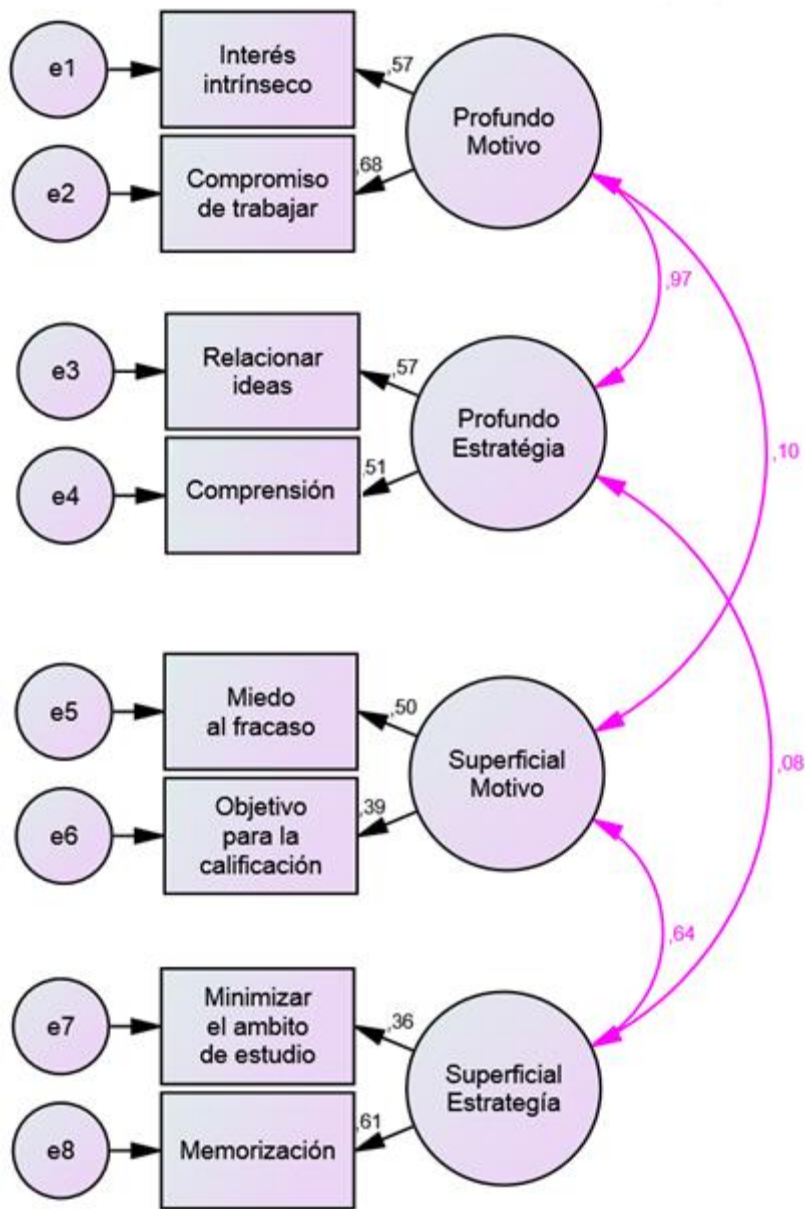 e1
Interés
intrínseco
,57
Profundo
Motivo
e2
Compromiso
de trabajar
,68
,97
e3
Relacionar
ideas
,57
Profundo
Estratégia
e4
Comprensión
,51
,10
e5
Miedo
al fracaso
,50
Superficial
Motivo
e6
Objetivo
para la
calificación
,39
,08
,64
e7
Minimizar
el ambito
de estudio
,36
Superficial
Estrategía
e8
Memorización
,61